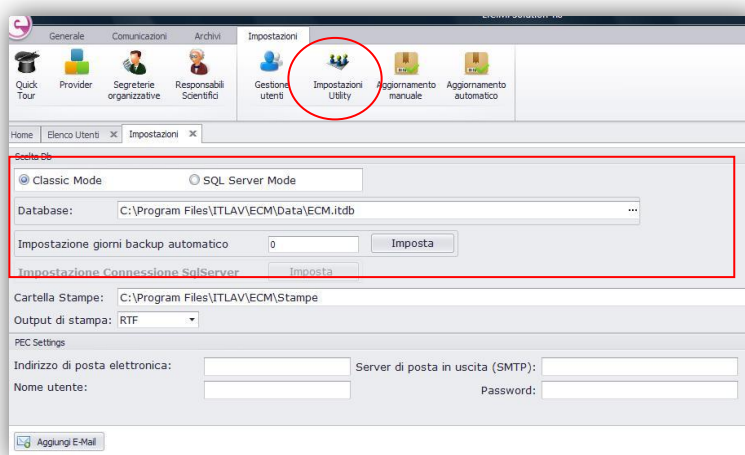 Generale Comunicazioni Archivi Impostazioni
Quick Tour
Provider
Segreterie organizzative
Responsabili Scientifici
Gestione utenti
Impostazioni Utility
Aggiornamento manuale
Aggiornamento automatico
Home Elenco Utenti Impostazioni
Scelta Db
Classic Mode SQL Server Mode
Database: C:\Program Files\ITLAV\ECM\Data\ECM.itdb ...
Impostazione giorni backup automatico 0 Imposta
Impostazione Connessione SqlServer Imposta
Cartella Stampe: C:\Program Files\ITLAV\ECM\Stampe
Output di stampa: RTF
PEC Settings
Indirizzo di posta elettronica: Server di posta in uscita (SMTP):
Nome utente: Password:
Aggiungi E-Mail